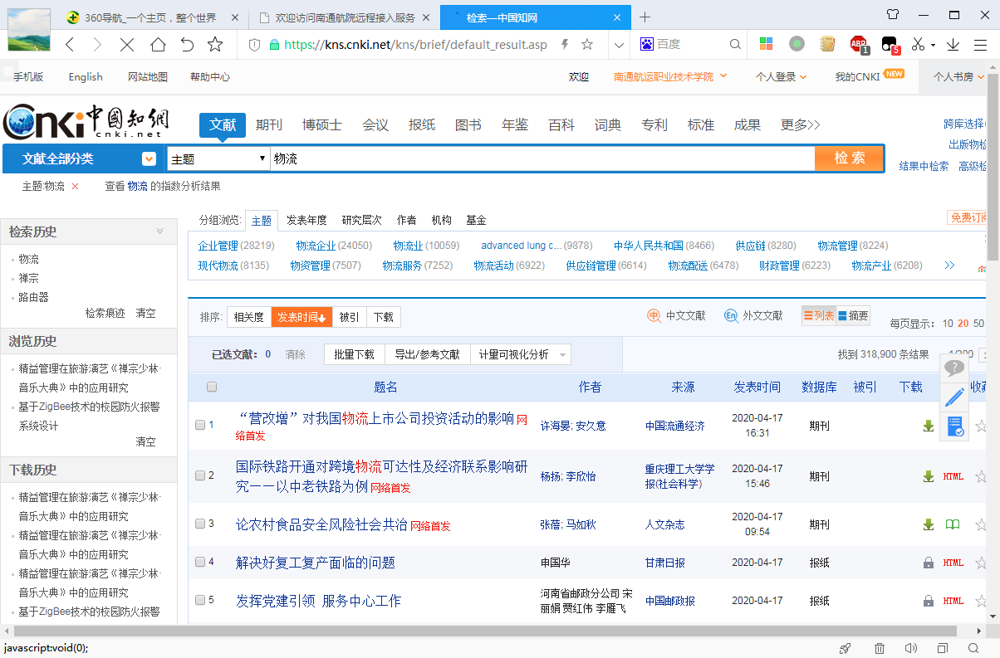 360导航_一个主页，整个世界
欢迎访问南通航院远程接入服务
检索—中国知网
https://kns.cnki.net/kns/brief/default_result.asp
百度
ABP 1
5
手机版 English 网站地图 帮助中心 欢迎 南通航运职业技术学院 个人登录 我的CNKI NEW 个人书房
Cnki中國知網
cnki.net
文献 期刊 博硕士 会议 报纸 图书 年鉴 百科 词典 专利 标准 成果 更多>>
跨库选择(
出版物检
文献全部分类 主题 物流 检 索
结果中检索 高级检
主题:物流 查看 物流 的指数分析结果
分组浏览: 主题 发表年度 研究层次 作者 机构 基金
免费订阅
企业管理(28219) 物流企业(24050) 物流业(10059) advanced lung c...(9878) 中华人民共和国(8466) 供应链(8280) 物流管理(8224)
现代物流(8135) 物资管理(7507) 物流服务(7252) 物流活动(6922) 供应链管理(6614) 物流配送(6478) 财政管理(6223) 物流产业(6208) >>
检索历史
物流
禅宗
路由器
检索痕迹 清空
浏览历史
精益管理在旅游演艺《禅宗少林·
音乐大典》中的应用研究
基于ZigBee技术的校园防火报警
系统设计
清空
下载历史
精益管理在旅游演艺《禅宗少林·
音乐大典》中的应用研究
精益管理在旅游演艺《禅宗少林·
音乐大典》中的应用研究
精益管理在旅游演艺《禅宗少林·
音乐大典》中的应用研究
基于ZigBee技术的校园防火报警
排序: 相关度 发表时间 被引 下载
中 中文文献 En 外文文献 列表 摘要 每页显示: 10 20 50
已选文献: 0 清除 批量下载 导出/参考文献 计量可视化分析
找到 318,900 条结果
题名 作者 来源 发表时间 数据库 被引 下载 收藏
1 “营改增”对我国物流上市公司投资活动的影响 网
络首发
许海晏; 安久意 中国流通经济 2020-04-17
16:31
期刊
2 国际铁路开通对跨境物流可达性及经济联系影响研
究——以中老铁路为例 网络首发
杨扬; 李欣怡 重庆理工大学学
报(社会科学)
2020-04-17
15:46
期刊 HTML
3 论农村食品安全风险社会共治 网络首发
张蓓; 马如秋 人文杂志 2020-04-17
09:54
期刊
4 解决好复工复产面临的问题 申国华 甘肃日报 2020-04-17 报纸 HTML
5 发挥党建引领 服务中心工作
河南省邮政分公司 宋
丽娟 贾红伟 李雁飞
中国邮政报 2020-04-17 报纸 HTML
javascript:void(0);